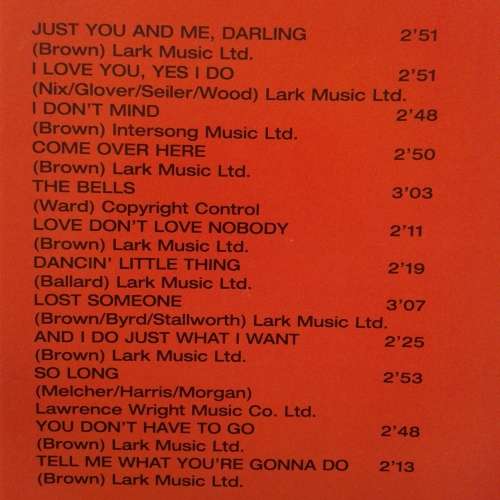 JUST YOU AND ME, DARLING 2'51
(Brown) Lark Music Ltd.
I LOVE YOU, YES I DO 2'51
(Nix/Glover/Seiler/Wood) Lark Music Ltd.
I DON'T MIND 2'48
(Brown) Intersong Music Ltd.
COME OVER HERE 2'50
(Brown) Lark Music Ltd.
THE BELLS 3'03
(Ward) Copyright Control
LOVE DON'T LOVE NOBODY 2'11
(Brown) Lark Music Ltd.
DANCIN' LITTLE THING 2'19
(Ballard) Lark Music Ltd.
LOST SOMEONE 3'07
(Brown/Byrd/Stallworth) Lark Music Ltd.
AND I DO JUST WHAT I WANT 2'25
(Brown) Lark Music Ltd.
SO LONG 2'53
(Melcher/Harris/Morgan)
Lawrence Wright Music Co. Ltd.
YOU DON'T HAVE TO GO 2'48
(Brown) Lark Music Ltd.
TELL ME WHAT YOU'RE GONNA DO 2'13
(Brown) Lark Music Ltd.